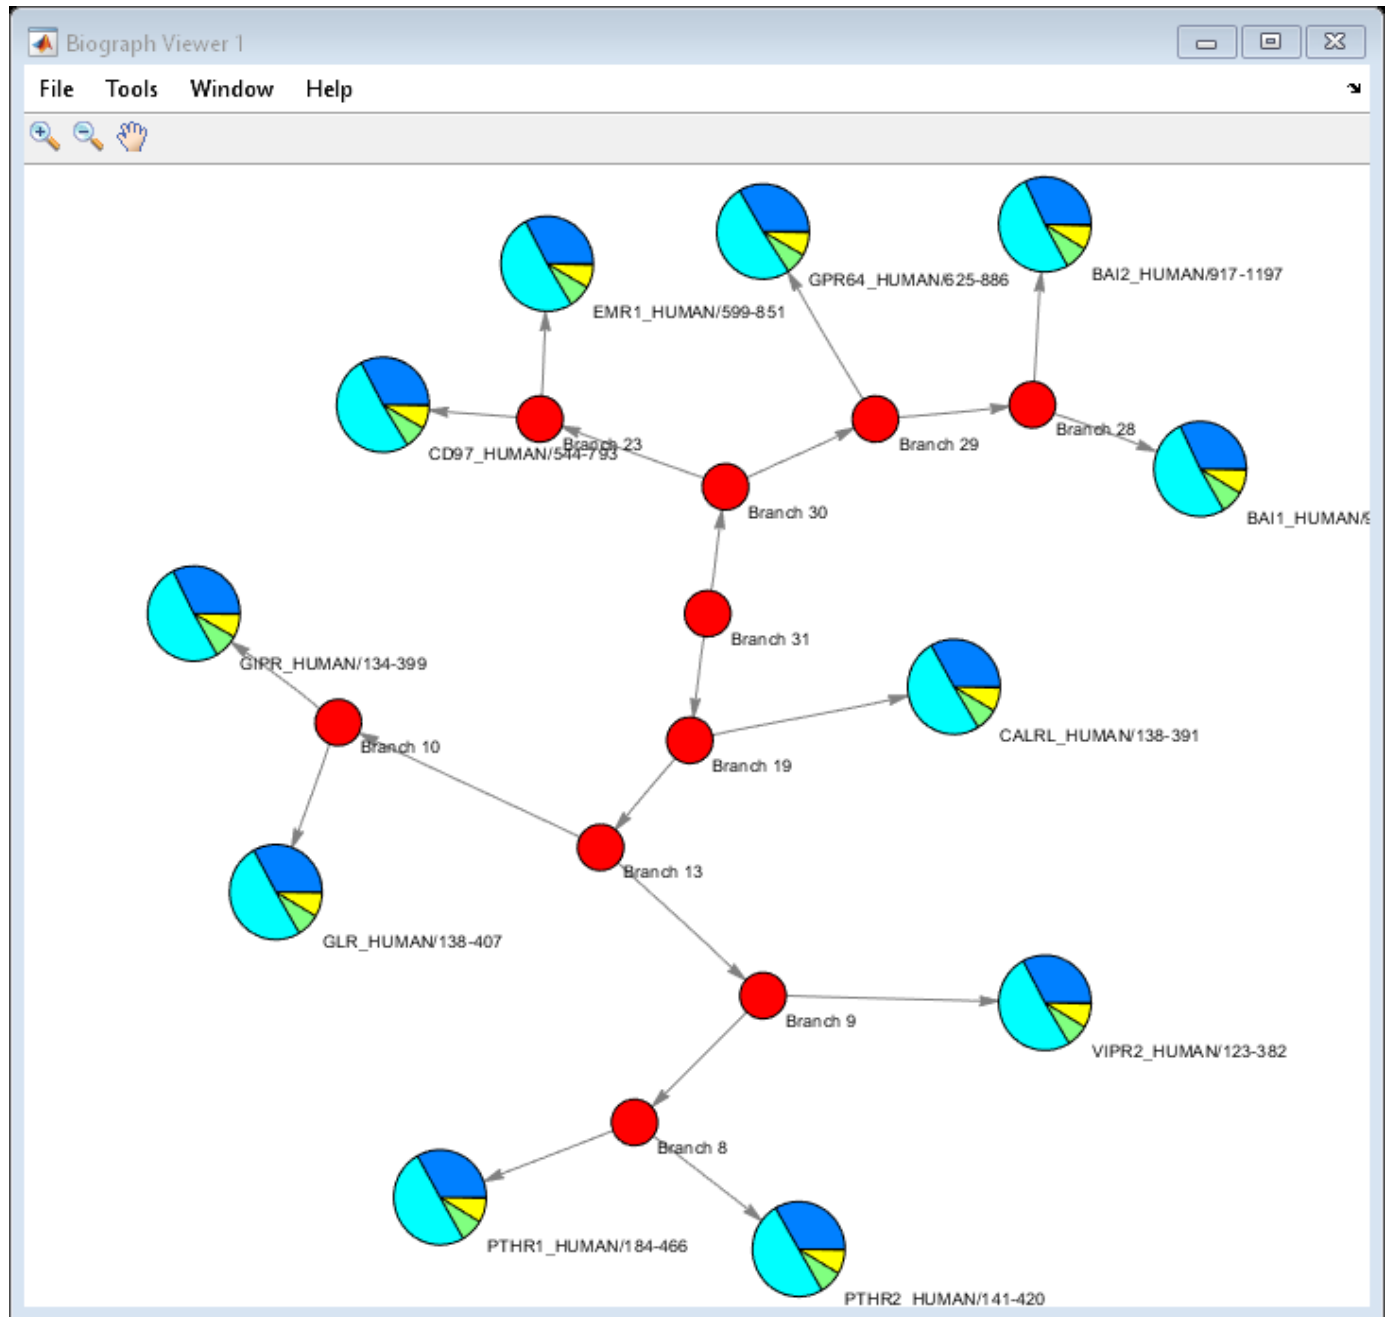 Biograph Viewer 1
File Tools Window Help
BAI2_HUMAN/917-1197
GPR64_HUMAN/625-886
EMR1_HUMAN/599-851
Branch 28
Branch 23
Branch 29
CD97_HUMAN/544-793
Branch 30
BAI1_HUMAN/9
Branch 31
GIPR_HUMAN/134-399
CALRL_HUMAN/138-391
Branch 10
Branch 19
Branch 13
GLR_HUMAN/138-407
Branch 9
VIPR2_HUMAN/123-382
Branch 8
PTHR1_HUMAN/184-466
PTHR2_HUMAN/141-420